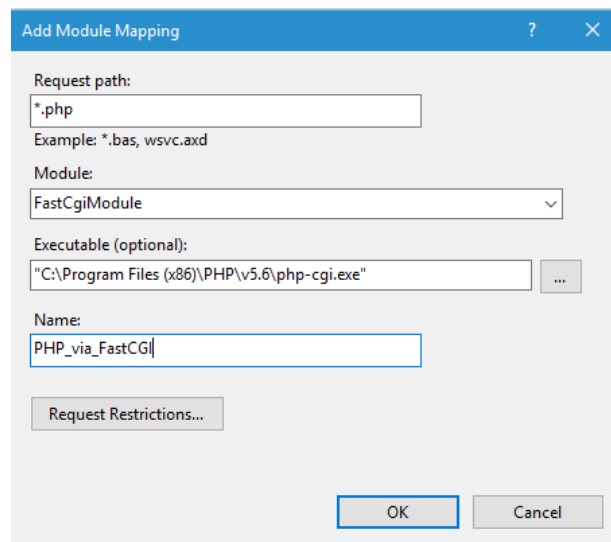 Add Module Mapping
Request path:
*.php
Example: *.bas, wsvc.axd
Module:
FastCgiModule
Executable (optional):
"C:\Program Files (x86)\PHP\v5.6\php-cgi.exe"
...
Name:
PHP_via_FastCGI
Request Restrictions...
OK Cancel